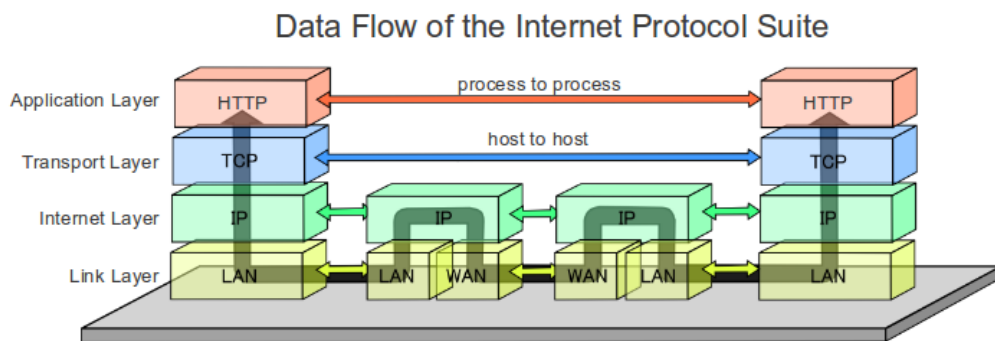 Data Flow of the Internet Protocol Suite
Application Layer HTTP process to process HTTP
Transport Layer TCP host to host TCP
Internet Layer IP IP IP IP
Link Layer LAN LAN WAN WAN LAN LAN